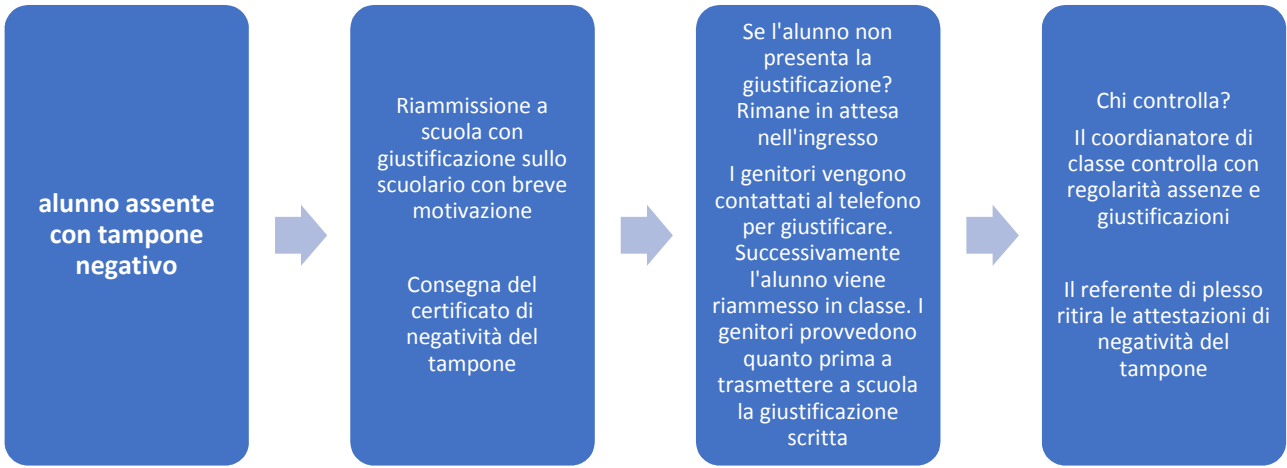 alunno assente
con tampone
negativo
Riammissione a
scuola con
giustificazione sullo
scuolario con breve
motivazione
Consegna del
certificato di
negatività del
tampone
Se l'alunno non
presenta la
giustificazione?
Rimane in attesa
nell'ingresso
I genitori vengono
contattati al telefono
per giustificare.
Successivamente
l'alunno viene
riammesso in classe. I
genitori provvedono
quanto prima a
trasmettere a scuola
la giustificazione
scritta
Chi controlla?
Il coordianatore di
classe controlla con
regolarità assenze e
giustificazioni
Il referente di plesso
ritira le attestazioni di
negatività del
tampone